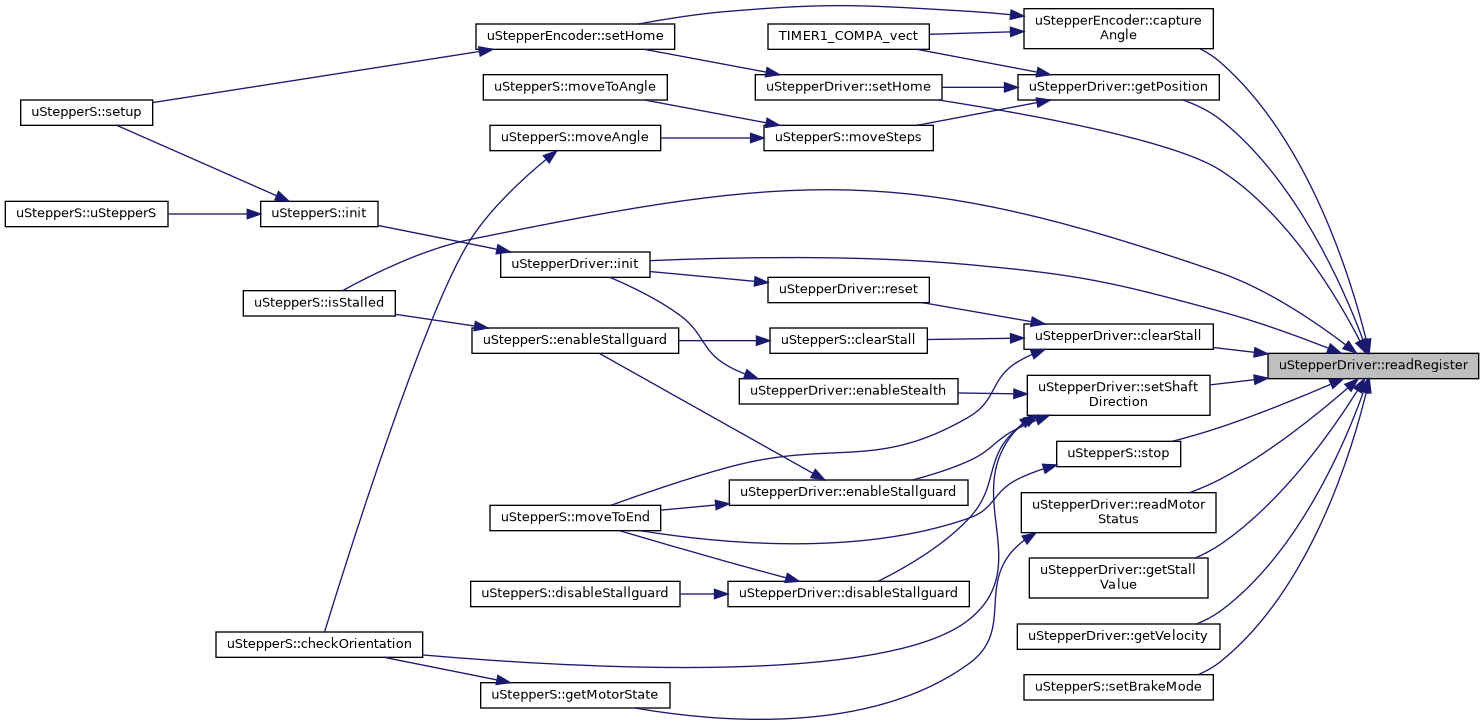 uStepperEncoder::capture
Angle
uStepperEncoder::setHome
TIMER1_COMPA_vect
uStepperS::moveToAngle
uStepperDriver::setHome
uStepperDriver::getPosition
uStepperS::setup
uStepperS::moveAngle
uStepperS::moveSteps
uStepperS::uStepperS
uStepperS::init
uStepperDriver::init
uStepperDriver::reset
uStepperS::isStalled
uStepperS::enableStallguard
uStepperS::clearStall
uStepperDriver::clearStall
uStepperDriver::readRegister
uStepperDriver::enableStealth
uStepperDriver::setShaft
Direction
uStepperS::stop
uStepperDriver::enableStallguard
uStepperS::moveToEnd
uStepperDriver::readMotor
Status
uStepperDriver::getStall
Value
uStepperS::disableStallguard
uStepperDriver::disableStallguard
uStepperS::checkOrientation
uStepperDriver::getVelocity
uStepperS::getMotorState
uStepperS::setBrakeMode